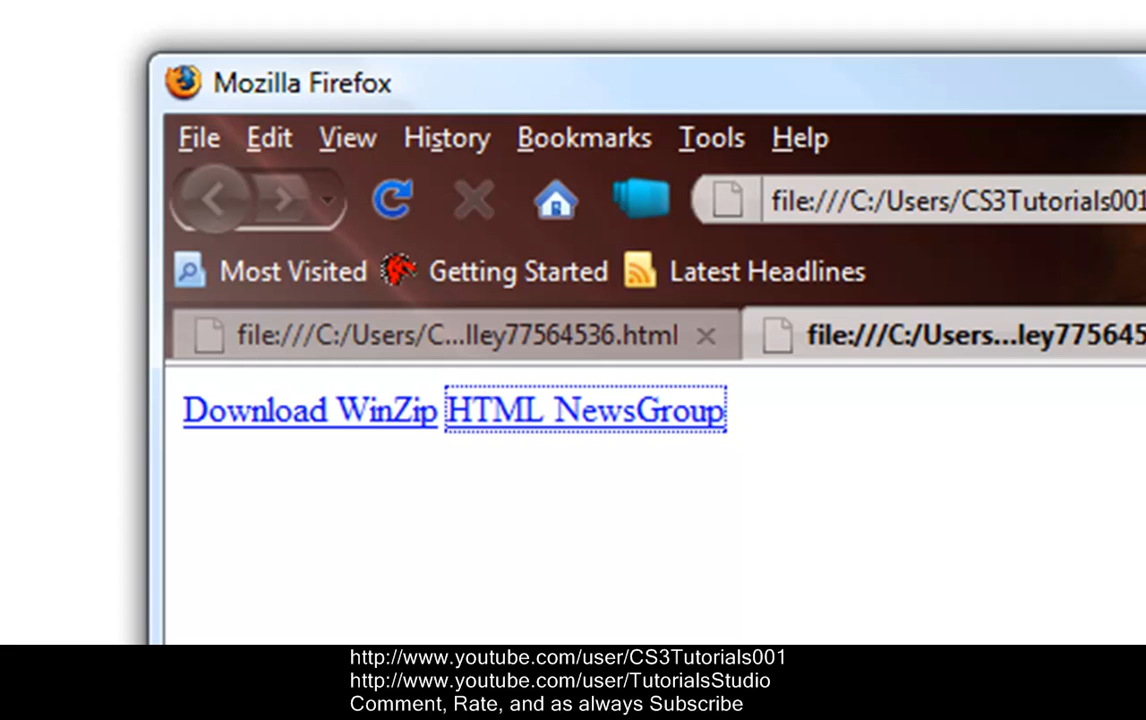 Mozilla Firefox
File Edit View History Bookmarks Tools Help
file:///C:/Users/CS3Tutorials001
Most Visited Getting Started Latest Headlines
file:///C:/Users/C...lley77564536.html file:///C:/Users...ley775645
Download WinZip HTML NewsGroup
http://www.youtube.com/user/CS3Tutorials001
http://www.youtube.com/user/TutorialsStudio
Comment, Rate, and as always Subscribe